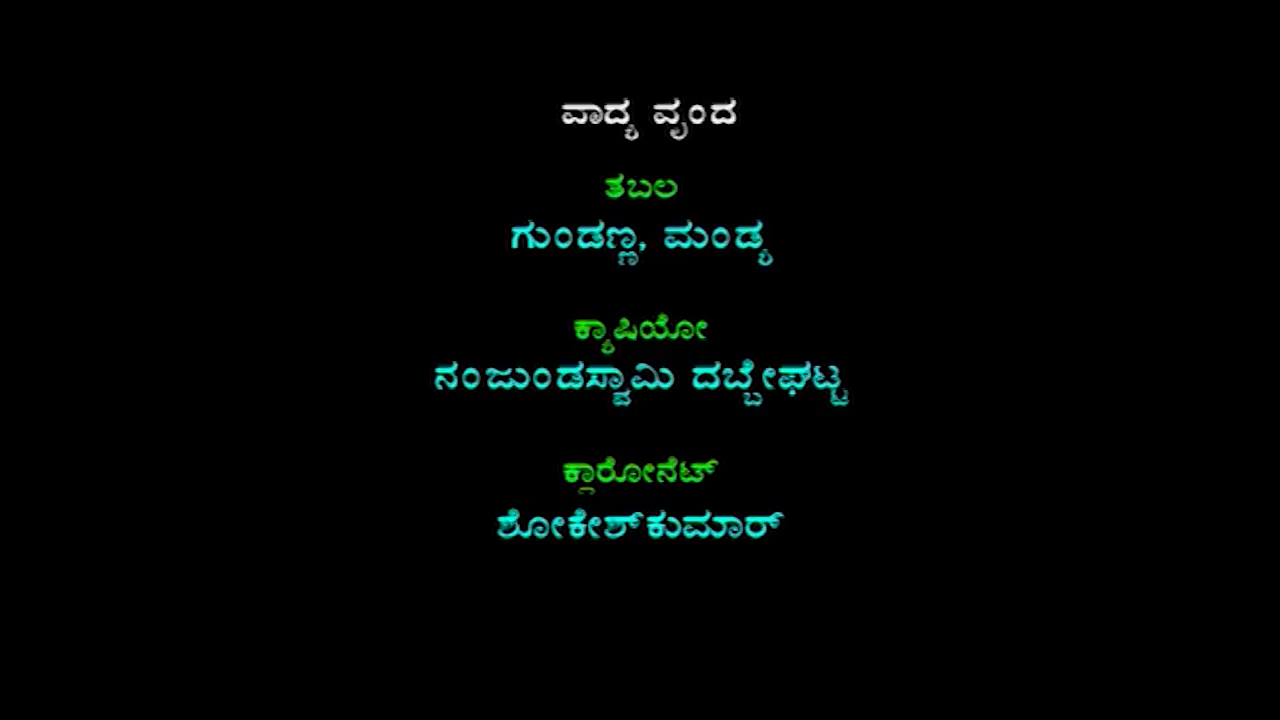 ವಾದ್ಯ ವೃಂದ
ತಬಲ
ಗುಂಡಣ್ಣ, ಮಂಡ್ಯ
ಕ್ಯಾಷಿಯೋ
ನಂಜುಂಡಸ್ವಾಮಿ ದಬ್ಬೇಘಟ್ಟ
ಕ್ಲಾರೋನೆಟ್
ಶೋಕೇಶ್‌ಕುಮಾರ್